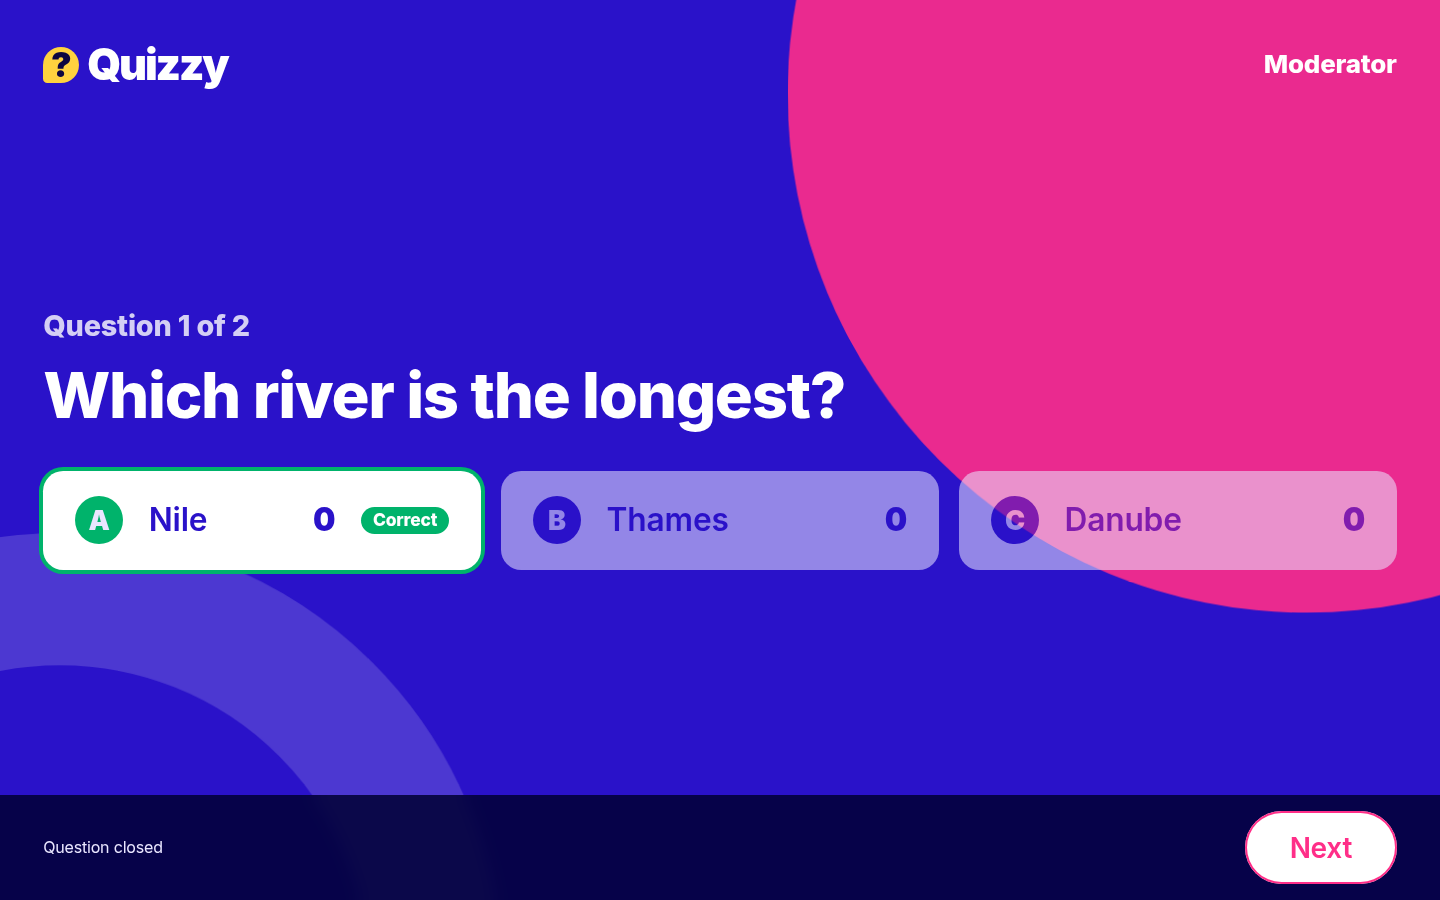 ? Quizzy
Moderator
Question 1 of 2
Which river is the longest?
A Nile 0 Correct
B Thames 0
C Danube 0
Question closed
Next